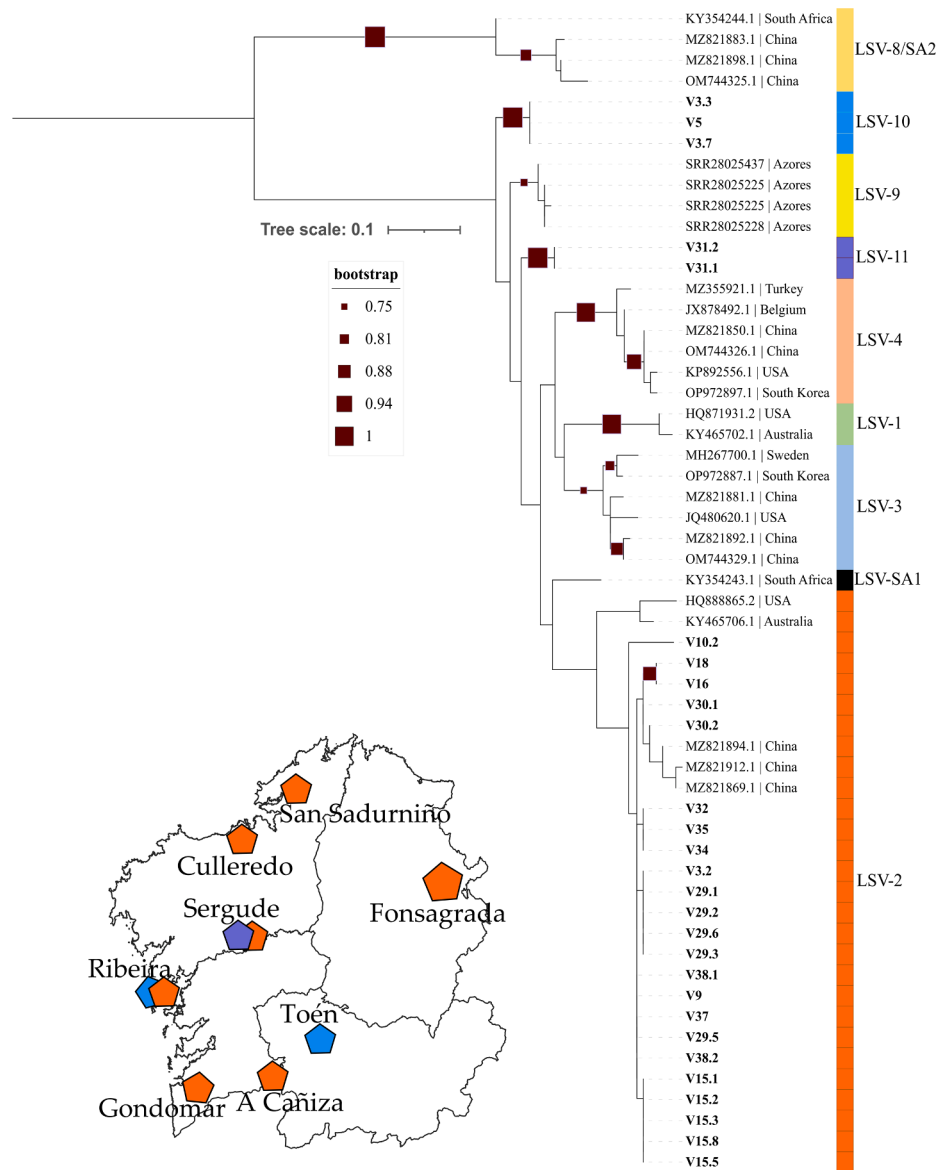 KY354244.1 | South Africa
MZ821883.1 | China
MZ821898.1 | China
OM744325.1 | China
LSV-8/SA2
V3.3
V5
V3.7
LSV-10
SRR28025437 | Azores
SRR28025225 | Azores
SRR28025225 | Azores
SRR28025228 | Azores
LSV-9
Tree scale: 0.1
V31.2
V31.1
LSV-11
bootstrap
0.75
0.81
0.88
0.94
1
MZ355921.1 | Turkey
JX878492.1 | Belgium
MZ821850.1 | China
OM744326.1 | China
KP892556.1 | USA
OP972897.1 | South Korea
LSV-4
HQ871931.2 | USA
KY465702.1 | Australia
LSV-1
MH267700.1 | Sweden
OP972887.1 | South Korea
MZ821881.1 | China
JQ480620.1 | USA
MZ821892.1 | China
OM744329.1 | China
LSV-3
KY354243.1 | South Africa
LSV-SA1
HQ888865.2 | USA
KY465706.1 | Australia
V10.2
V18
V16
V30.1
V30.2
MZ821894.1 | China
MZ821912.1 | China
MZ821869.1 | China
V32
V35
V34
V3.2
V29.1
V29.2
V29.6
V29.3
V38.1
V9
V37
V29.5
V38.2
V15.1
V15.2
V15.3
V15.8
V15.5
LSV-2
San Sadurniño
Culleredo
Fonsagrada
Sergude
Ribeira
Toén
Gondomar
A Cañiza